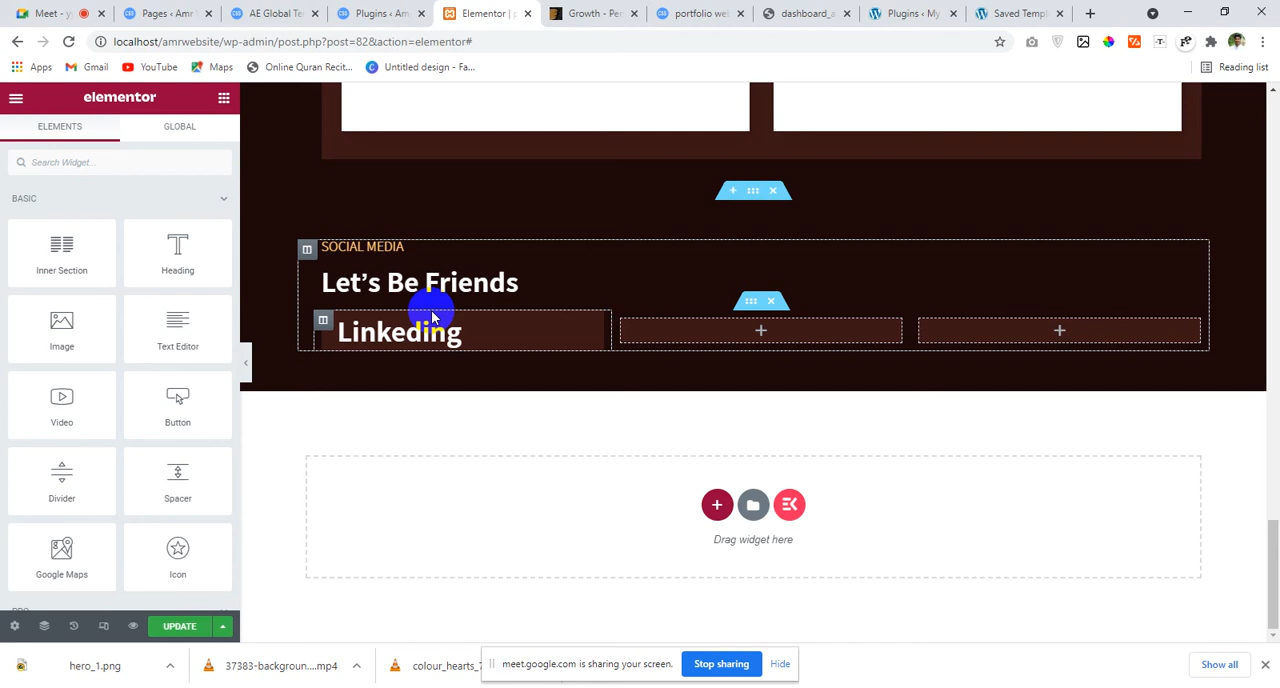 Meet - y
Pages ‹ Amr
AE Global Te
Plugins ‹ Am
Elementor | p
Growth - Per
portfolio we
dashboard_a
Plugins ‹ My
Saved Templ
localhost/amrwebsite/wp-admin/post.php?post=82&action=elementor#
Apps
Gmail
YouTube
Maps
Online Quran Recit...
Untitled design - Fa...
Reading list
elementor
ELEMENTS
GLOBAL
Search Widget...
BASIC
Inner Section
Heading
Image
Text Editor
Video
Button
Divider
Spacer
Google Maps
Icon
UPDATE
SOCIAL MEDIA
Let's Be Friends
Linkeding
Drag widget here
hero_1.png
37383-backgroun....mp4
colour_hearts_
meet.google.com is sharing your screen.
Stop sharing
Hide
Show all